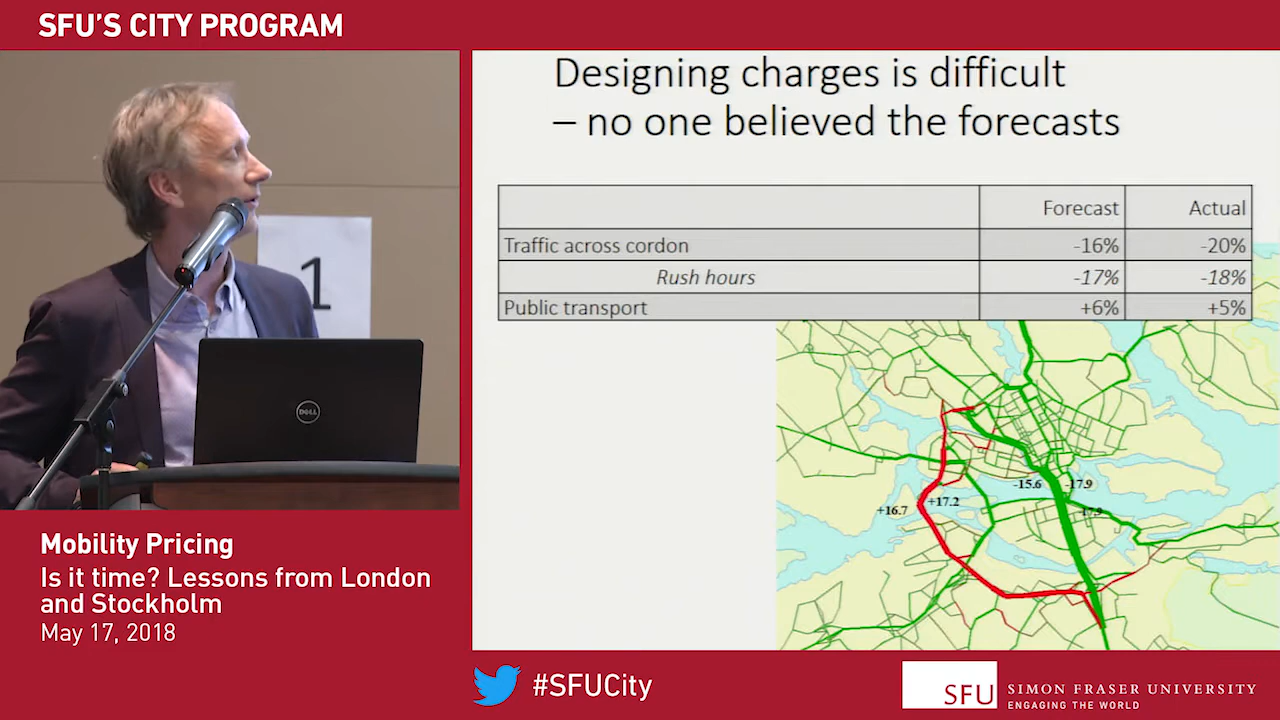 SFU'S CITY PROGRAM
1
DELL
Mobility Pricing
Is it time? Lessons from London
and Stockholm
May 17, 2018
Designing charges is difficult
– no one believed the forecasts
Forecast Actual
Traffic across cordon -16% -20%
Rush hours -17% -18%
Public transport +6% +5%
-15.6 -17.9
+17.2
+16.7
#SFUCity
SFU SIMON FRASER UNIVERSITY
ENGAGING THE WORLD